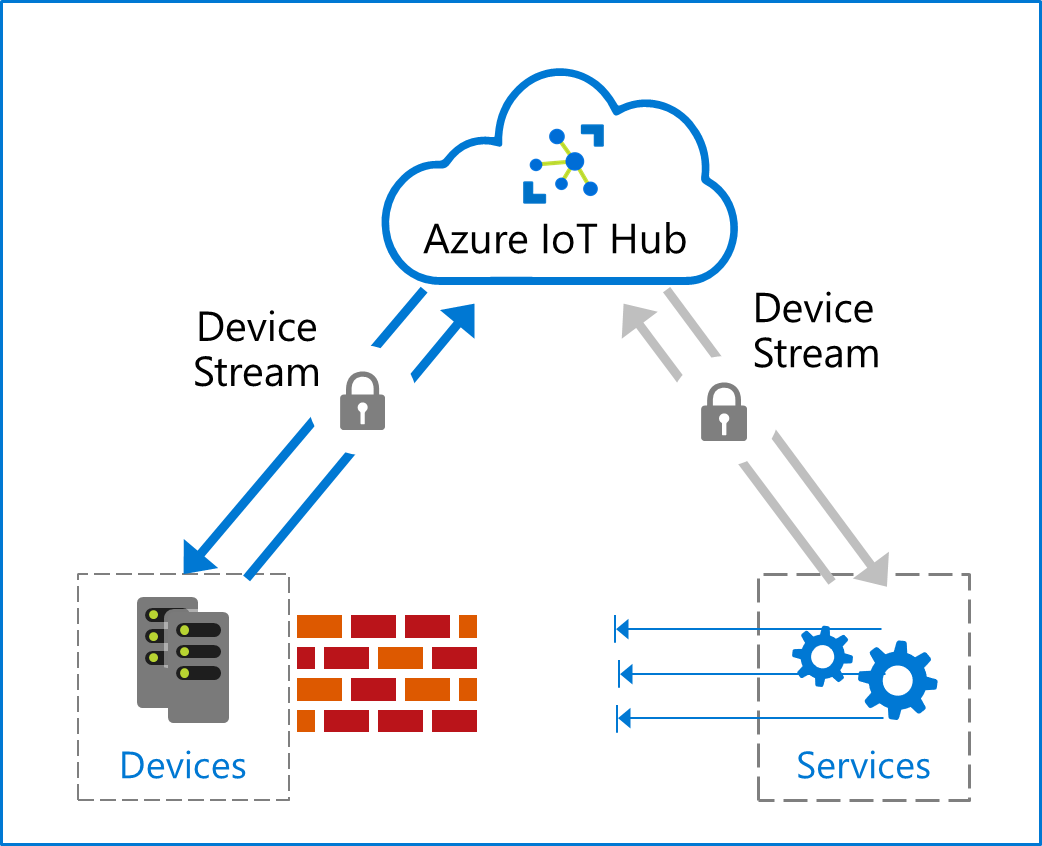 Azure IoT Hub
Device
Stream
Device
Stream
Devices
Services